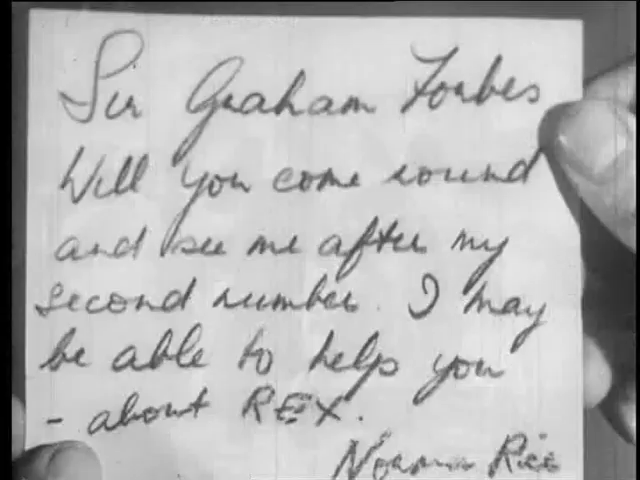 Sir Graham Forbes
Will you come round
and see me after my
second number. I may
be able to help you
- about REX.
Norma Rice